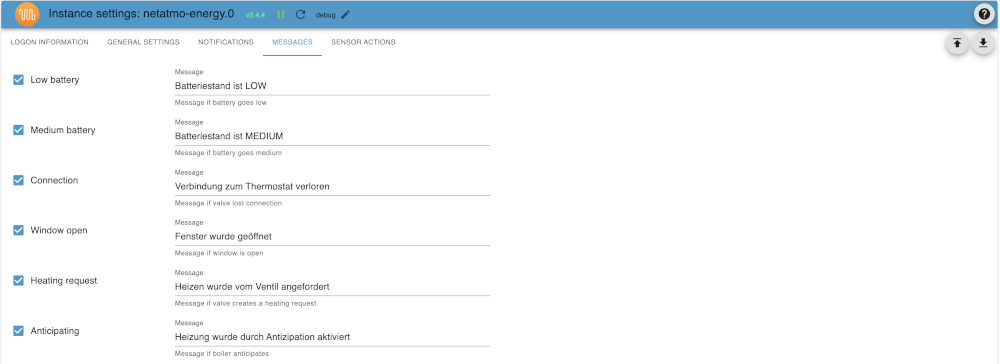 Instance settings: netatmo-energy.0 v2.4.4 debug
LOGON INFORMATION GENERAL SETTINGS NOTIFICATIONS MESSAGES SENSOR ACTIONS
Low battery
Message
Batteriestand ist LOW
Message if battery goes low
Medium battery
Message
Batteriestand ist MEDIUM
Message if battery goes medium
Connection
Message
Verbindung zum Thermostat verloren
Message if valve lost connection
Window open
Message
Fenster wurde geöffnet
Message if window is open
Heating request
Message
Heizen wurde vom Ventil angefordert
Message if valve creates a heating request
Anticipating
Message
Heizung wurde durch Antizipation aktiviert
Message if boiler anticipates